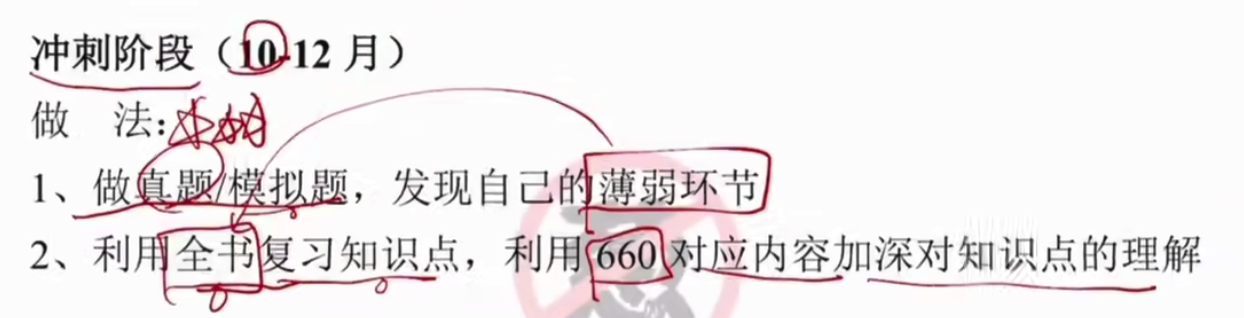 冲刺阶段（10-12 月）
做 法:
1、做真题/模拟题，发现自己的薄弱环节
2、利用全书复习知识点，利用 660 对应内容加深对知识点的理解